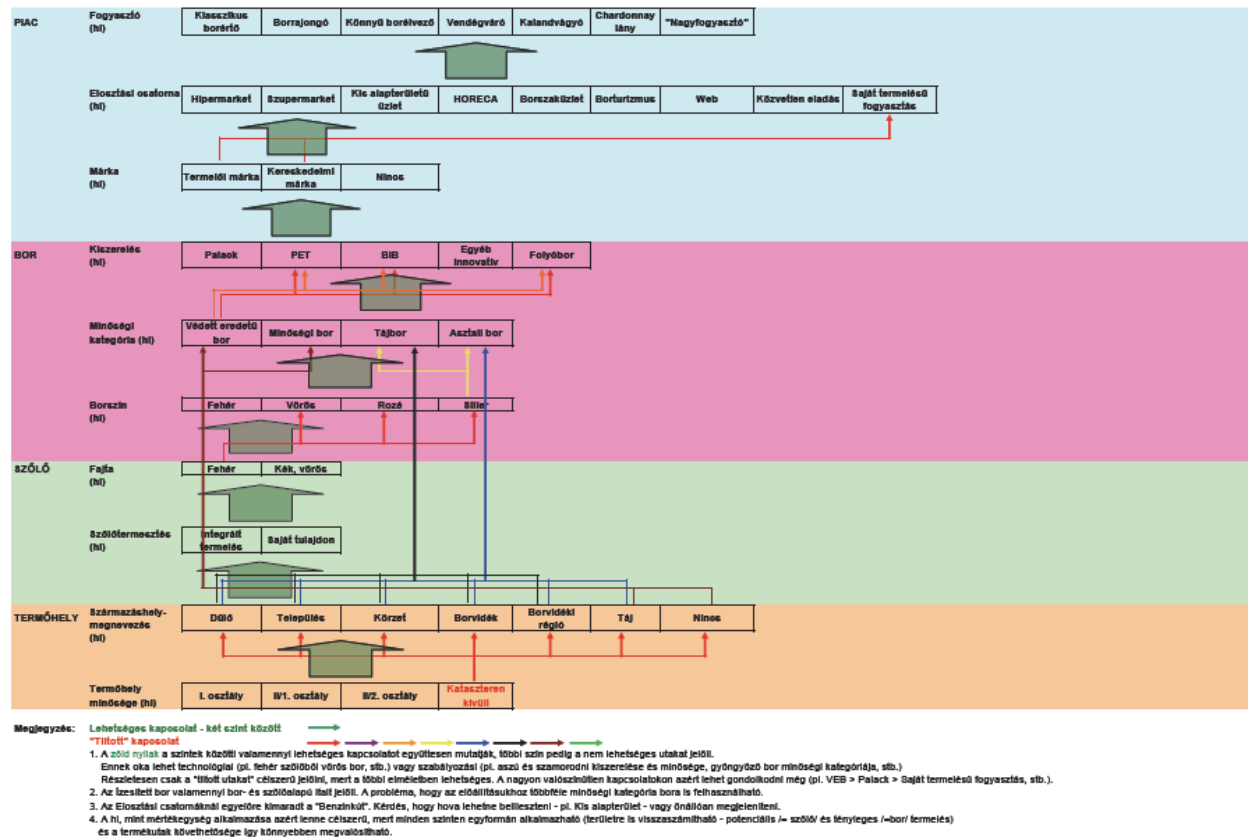 PIAC
Fogyasztó
(hl)
Klasszikus
borértő
Borrajongó
Könnyű borélvező
Vendégváró
Kalandvágyó
Chardonnay
lány
"Nagyfogyasztó"
Elosztási csatorna
(hl)
Hipermarket
Szupermarket
Kis alapterületű
üzlet
HORECA
Borszaküzlet
Borturizmus
Web
Közvetlen eladás
Saját termelésű
fogyasztás
Márka
(hl)
Termelői márka
Kereskedelmi
márka
Nincs
BOR
Kiszerelés
(hl)
Palack
PET
BIB
Egyéb
innovatív
Folyóbor
Minőségi
kategória (hl)
Védett eredetű
bor
Minőségi bor
Tájbor
Asztali bor
Borszín
(hl)
Fehér
Vörös
Rozé
Siller
SZŐLŐ
Fajta
(hl)
Fehér
Kék, vörös
Szőlőtermesztés
(hl)
Integrált
termelés
Saját tulajdon
TERMŐHELY
Származáshely-
megnevezés
(hl)
Dűlő
Település
Körzet
Borvidék
Borvidéki
régió
Táj
Nincs
Termőhely
minősége (hl)
I. osztály
II/1. osztály
II/2. osztály
Kataszteren
kívüli
Megjegyzés:
Lehetséges kapcsolat - két szint között
"Tiltott" kapcsolat
1. A zöld nyilak a szintek közötti valamennyi lehetséges kapcsolatot együttesen mutatják, többi szín pedig a nem lehetséges utakat jelöli.
Ennek oka lehet technológiai (pl. fehér szőlőből vörös bor, stb.) vagy szabályozási (pl. aszú és szamorodni kiszerelése és minősége, gyöngyöző bor minőségi kategóriája, stb.)
Részletesen csak a "tiltott utakat" célszerű jelölni, mert a többi elméletben lehetséges. A nagyon valószínűtlen kapcsolatokon azért lehet gondolkodni még (pl. VEB > Palack > Saját termelésű fogyasztás, stb.).
2. Az ízesített bor valamennyi bor- és szőlőalapú italt jelöli. A probléma, hogy az előállításukhoz többféle minőségi kategória bora is felhasználható.
3. Az Elosztási csatornáknál egyelőre kimaradt a "Benzinkút". Kérdés, hogy hova lehetne beilleszteni - pl. Kis alapterület - vagy önállóan megjeleníteni.
4. A hl, mint mértékegység alkalmazása azért lenne célszerű, mert minden szinten egyformán alkalmazható (területre is visszaszámítható - potenciális /= szőlő/ és tényleges /=bor/ termelés)
és a termékutak követhetősége így könnyebben megvalósítható.